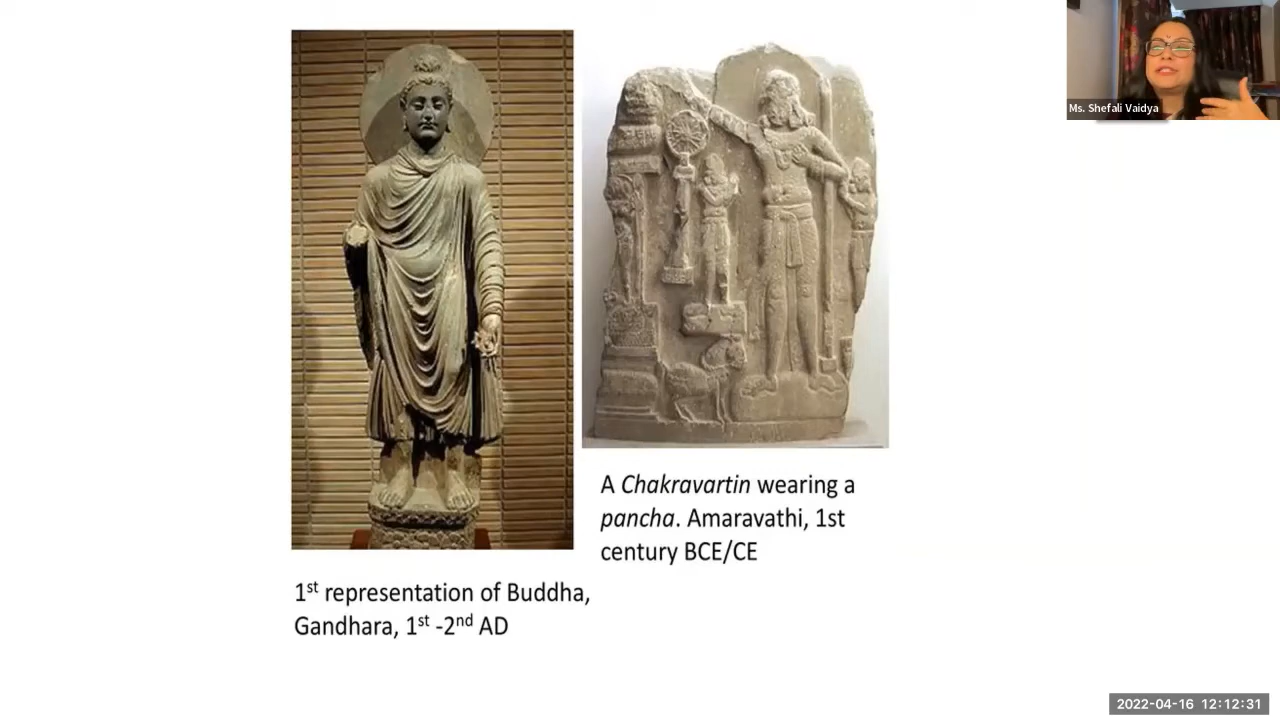 Ms. Shefali Vaidya
A Chakravartin wearing a
pancha. Amaravathi, 1st
century BCE/CE
1st representation of Buddha,
Gandhara, 1st -2nd AD
2022-04-16 12:12:31